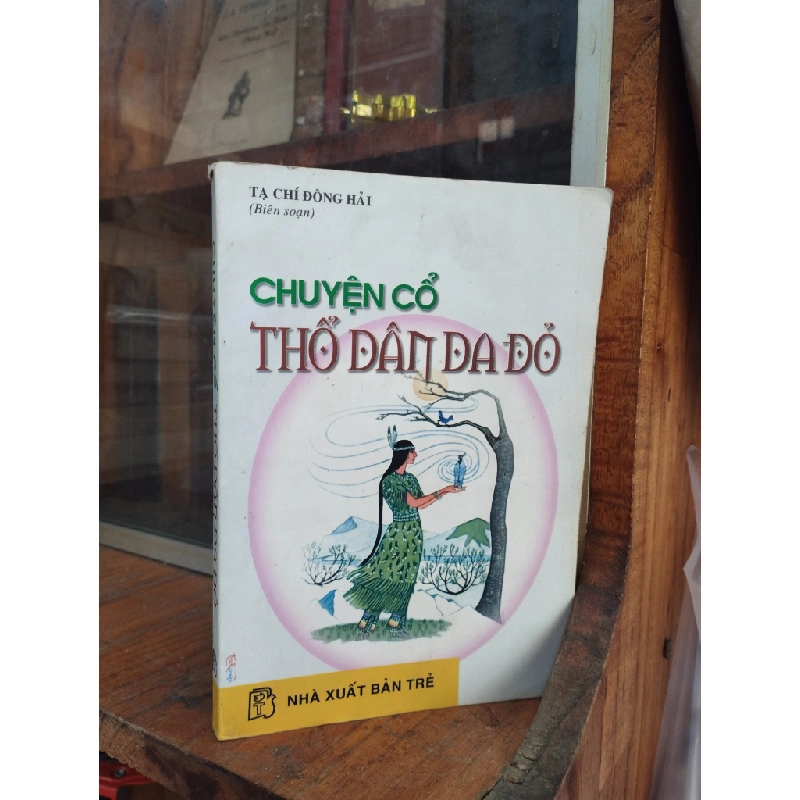 TẠ CHÍ ĐÔNG HẢI
(Biên soạn)
CHUYỆN CỔ
THỔ DÂN DA ĐỎ
NHÀ XUẤT BẢN TRẺ